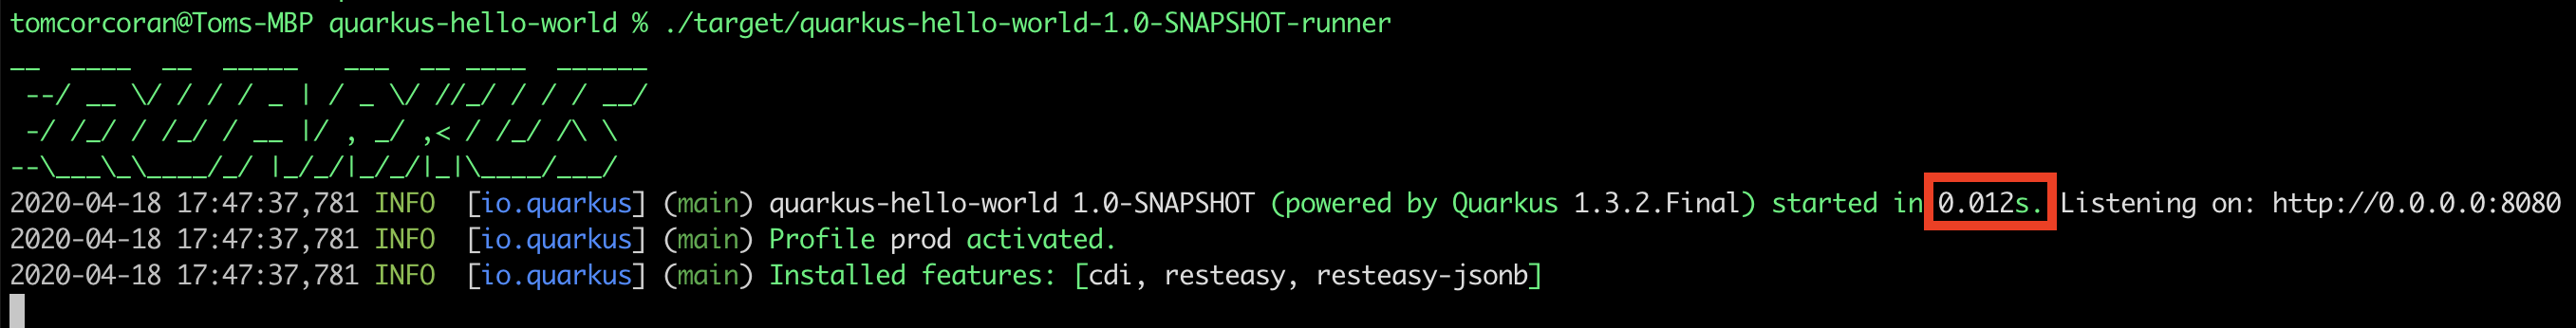 tomcorcoran@Toms-MBP quarkus-hello-world % ./target/quarkus-hello-world-1.0-SNAPSHOT-runner
__  ____  __  _____   ___  __ ____  ______
 --/ __ \/ / / / _ | / _ \/ //_/ / / / __/
 -/ /_/ / /_/ / __ |/ , _/ ,< / /_/ /\ \
--\___\_\____/_/ |_/_/|_/_/|_|\____/___/
2020-04-18 17:47:37,781 INFO  [io.quarkus] (main) quarkus-hello-world 1.0-SNAPSHOT (powered by Quarkus 1.3.2.Final) started in 0.012s. Listening on: http://0.0.0.0:8080
2020-04-18 17:47:37,781 INFO  [io.quarkus] (main) Profile prod activated.
2020-04-18 17:47:37,781 INFO  [io.quarkus] (main) Installed features: [cdi, resteasy, resteasy-jsonb]